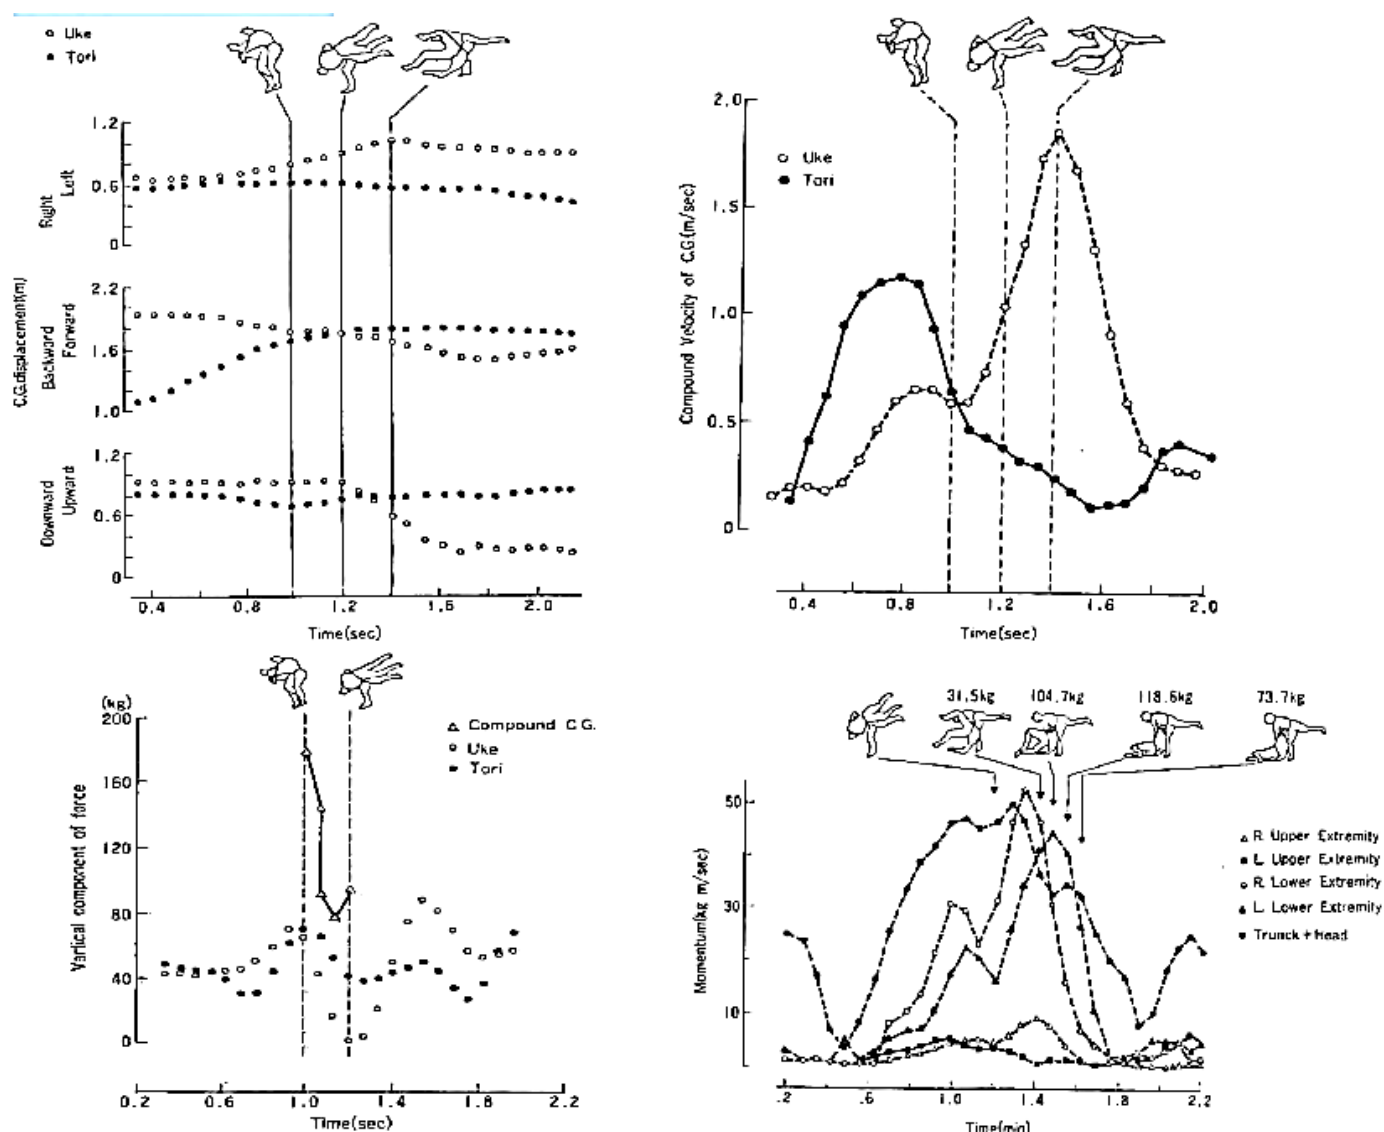 Uke
Tori
1.2
0.6
0
Right
Left
2.2
1.6
1.0
C.G.displacement(m)
Backward
Forward
1.2
0.6
0
Downward
Upward
0.4
0.8
1.2
1.6
2.0
Time(sec)
2.0
1.5
1.0
0.5
0
Uke
Tori
Compound Velocity of C.G.(m/sec)
0.4
0.8
1.2
1.6
2.0
Time(sec)
(kg)
200
160
120
80
40
0
Compound C.G.
Uke
Tori
Vartical component of force
0.2
0.6
1.0
1.4
1.8
2.2
Time(sec)
31.5kg
104.7kg
118.6kg
73.7kg
50
30
10
Momentum(kg m/sec)
R. Upper Extremity
L. Upper Extremity
R. Lower Extremity
L. Lower Extremity
Trunck+Head
.2
.6
1.0
1.4
1.8
2.2